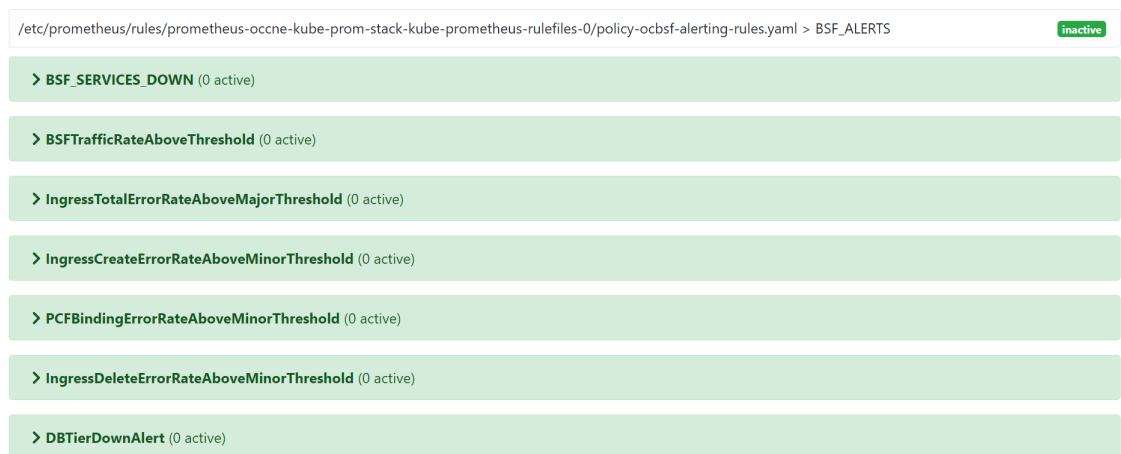 /etc/prometheus/rules/prometheus-occne-kube-prom-stack-kube-prometheus-rulefiles-0/policy-ocbsf-alerting-rules.yaml > BSF_ALERTS inactive
BSF_SERVICES_DOWN (0 active)
BSFTrafficRateAboveThreshold (0 active)
IngressTotalErrorRateAboveMajorThreshold (0 active)
IngressCreateErrorRateAboveMinorThreshold (0 active)
PCFBindingErrorRateAboveMinorThreshold (0 active)
IngressDeleteErrorRateAboveMinorThreshold (0 active)
DBTierDownAlert (0 active)